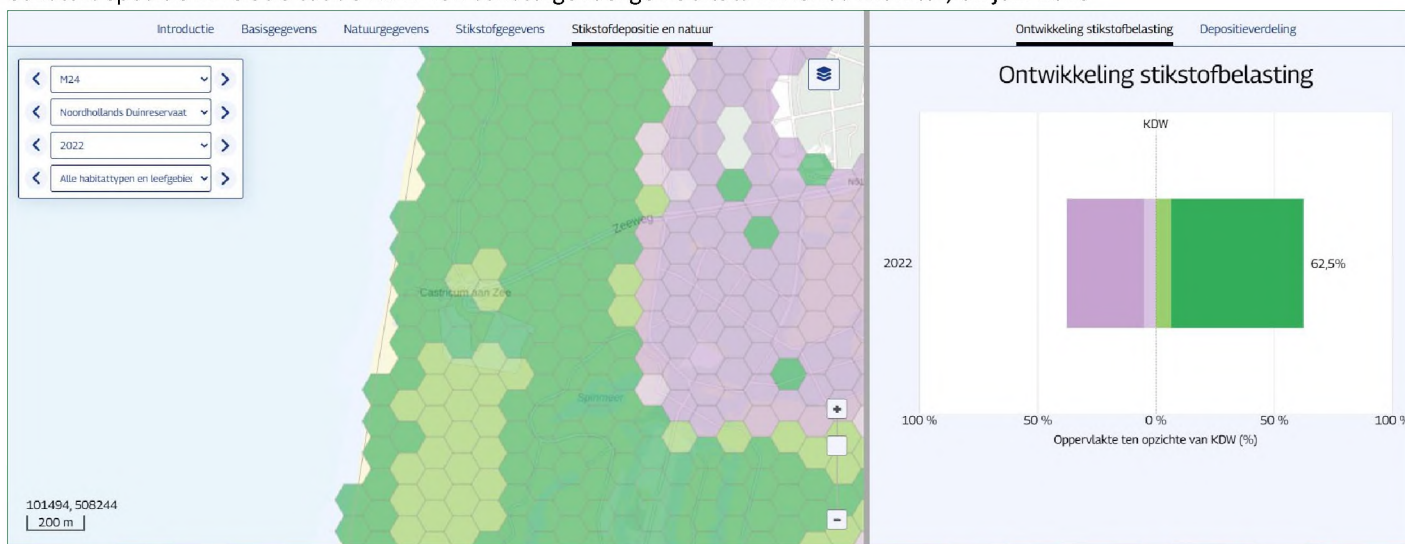 Introductie
Basisgegevens
Natuurgegevens
Stikstofgegevens
Stikstofdepositie en natuur
M24
Noordhollands Duinreservaat
2022
Alle habitattypen en leefgebie
Zeeweg
Castricum aan Zee
101494, 508244
200 m
+
-
Ontwikkeling stikstofbelasting
Depositieverdeling
Ontwikkeling stikstofbelasting
KDW
2022
62,5%
100 %
50 %
0 %
50 %
100 %
Oppervlakte ten opzichte van KDW (%)